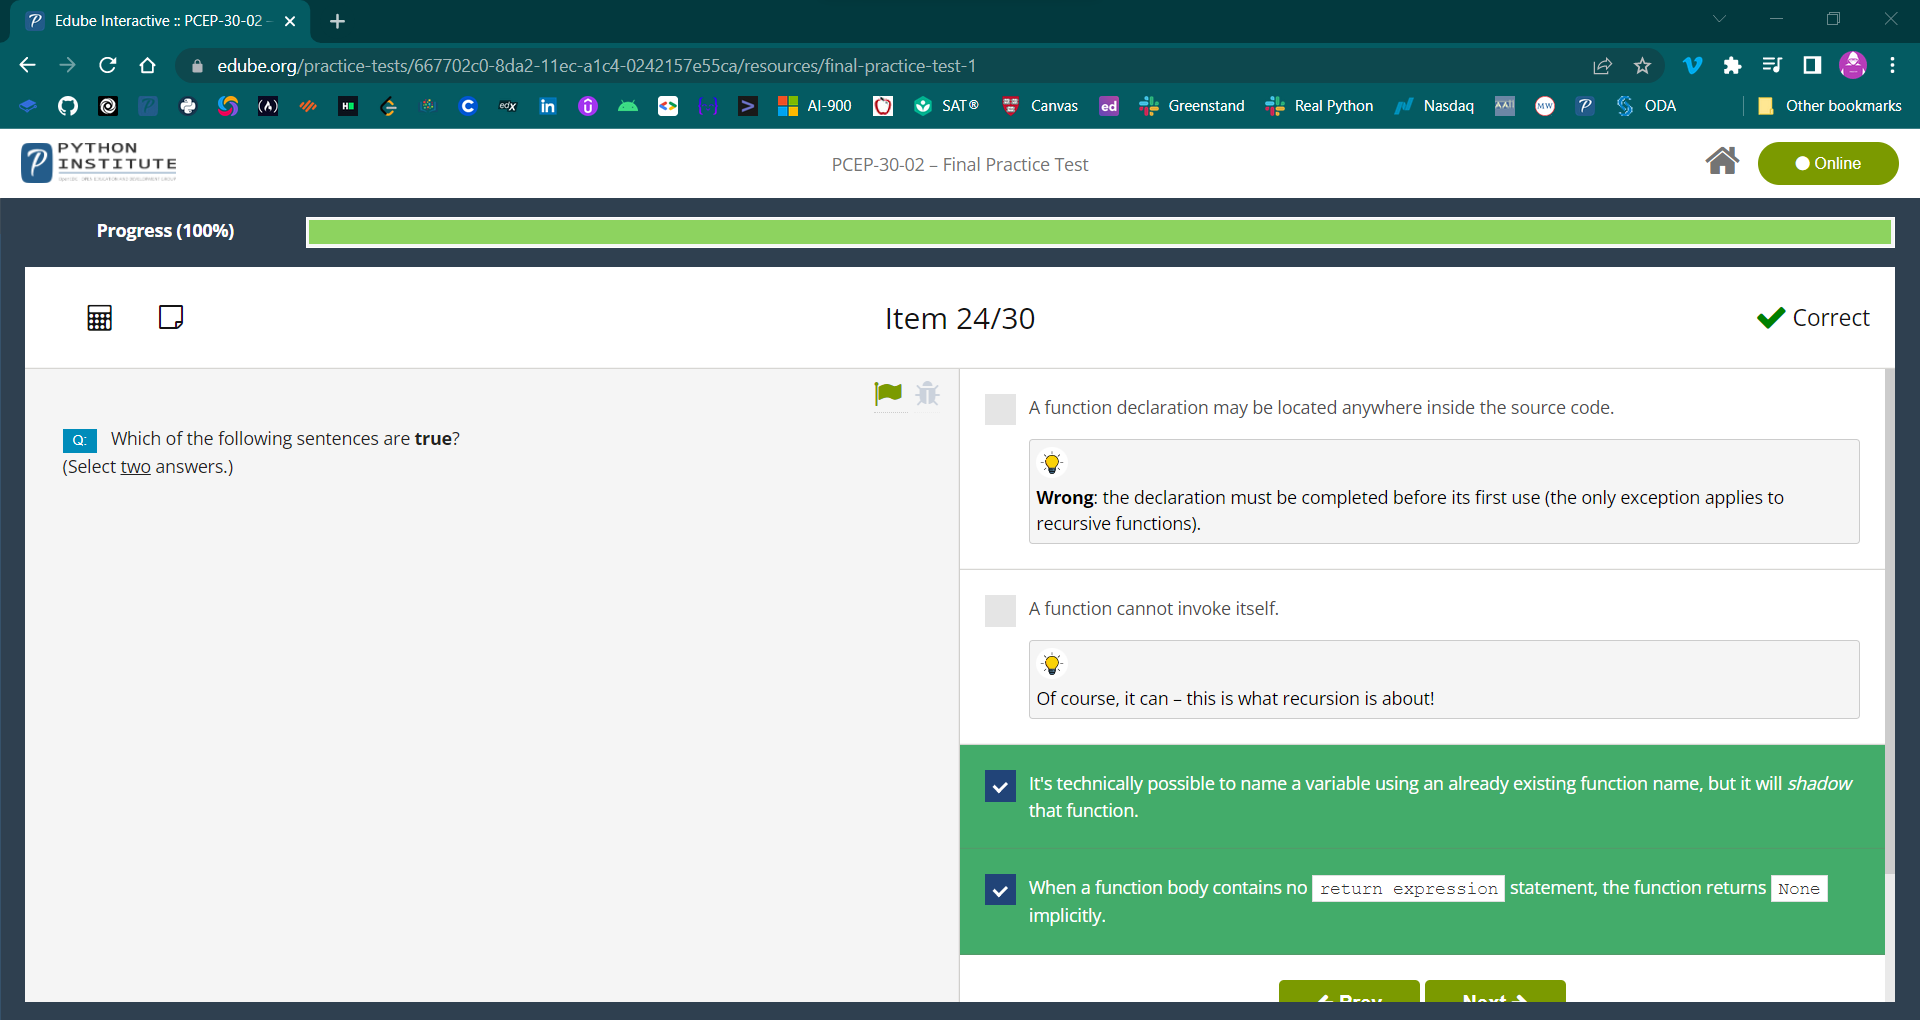 Edube Interactive :: PCEP-30-02 –
edube.org/practice-tests/667702c0-8da2-11ec-a1c4-0242157e55ca/resources/final-practice-test-1
AI-900
SAT®
Canvas
Greenstand
Real Python
Nasdaq
ODA
Other bookmarks
PYTHON
INSTITUTE
PCEP-30-02 – Final Practice Test
Online
Progress (100%)
Item 24/30
Correct
Q: Which of the following sentences are true?
(Select two answers.)
A function declaration may be located anywhere inside the source code.
Wrong: the declaration must be completed before its first use (the only exception applies to
recursive functions).
A function cannot invoke itself.
Of course, it can – this is what recursion is about!
It's technically possible to name a variable using an already existing function name, but it will shadow
that function.
When a function body contains no return expression statement, the function returns None
implicitly.
Prev
Next